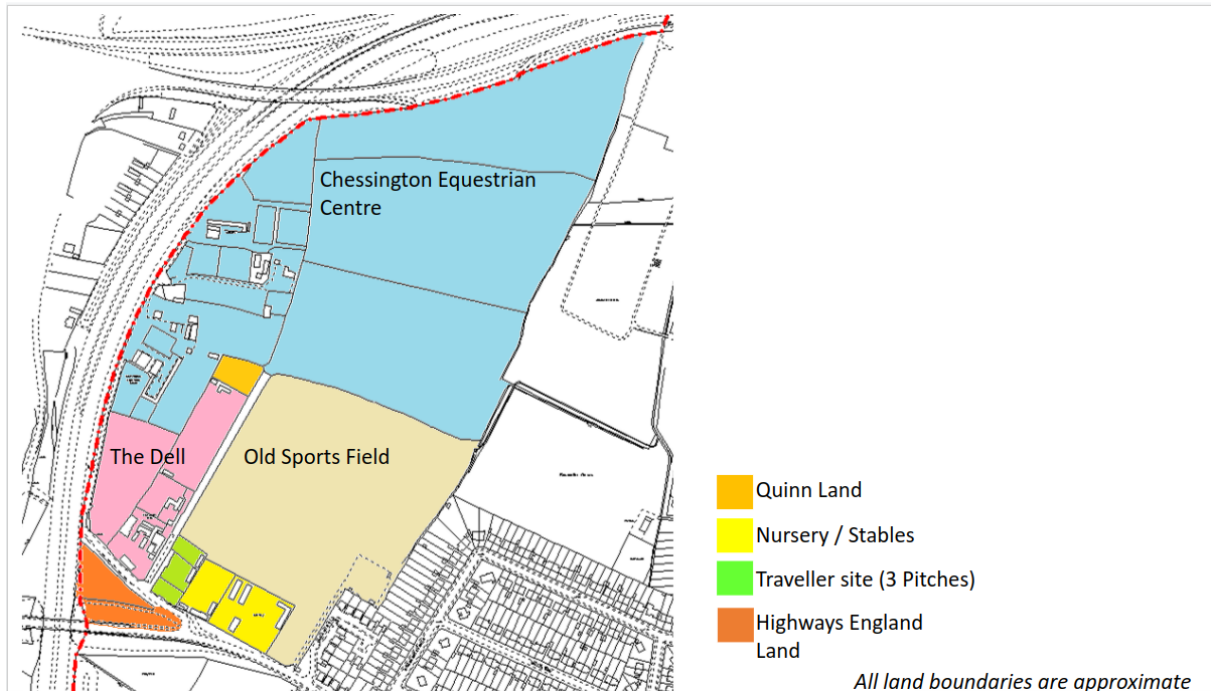 Chessington Equestrian
Centre
The Dell
Old Sports Field
Quinn Land
Nursery / Stables
Traveller site (3 Pitches)
Highways England
Land
All land boundaries are approximate